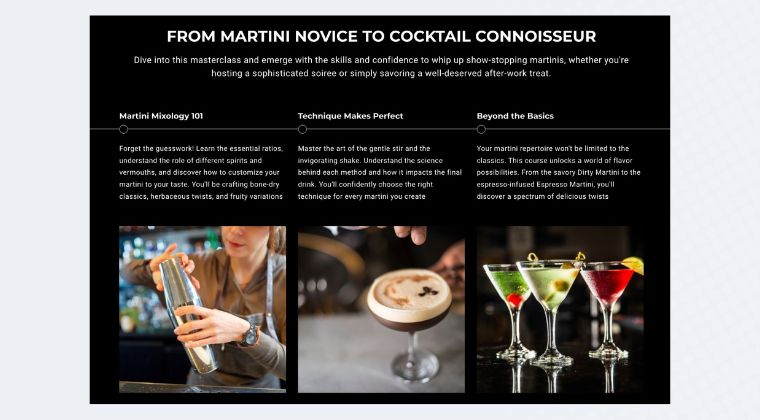 FROM MARTINI NOVICE TO COCKTAIL CONNOISSEUR
Dive into this masterclass and emerge with the skills and confidence to whip up show-stopping martinis, whether you're
hosting a sophisticated soiree or simply savoring a well-deserved after-work treat.
Martini Mixology 101
Forget the guesswork! Learn the essential ratios,
understand the role of different spirits and
vermouths, and discover how to customize your
martini to your taste. You'll be crafting bone-dry
classics, herbaceous twists, and fruity variations
Technique Makes Perfect
Master the art of the gentle stir and the
invigorating shake. Understand the science
behind each method and how it impacts the final
drink. You'll confidently choose the right
technique for every martini you create
Beyond the Basics
Your martini repertoire won't be limited to the
classics. This course unlocks a world of flavor
possibilities. From the savory Dirty Martini to the
espresso-infused Espresso Martini, you'll
discover a spectrum of delicious twists